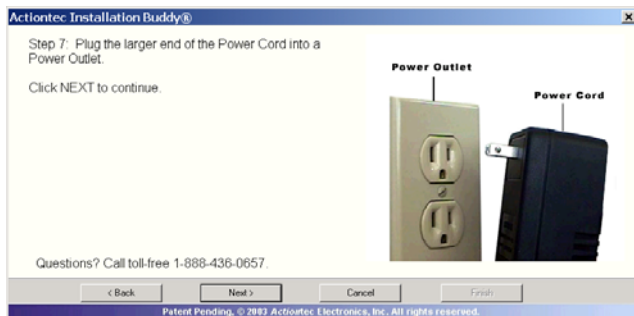 Actiontec Installation Buddy®
Step 7: Plug the larger end of the Power Cord into a
Power Outlet.
Click NEXT to continue.
Power Outlet
Power Cord
Questions? Call toll-free 1-888-436-0657.
< Back
Next >
Cancel
Finish
Patent Pending, © 2003 Actiontec Electronics, Inc. All rights reserved.